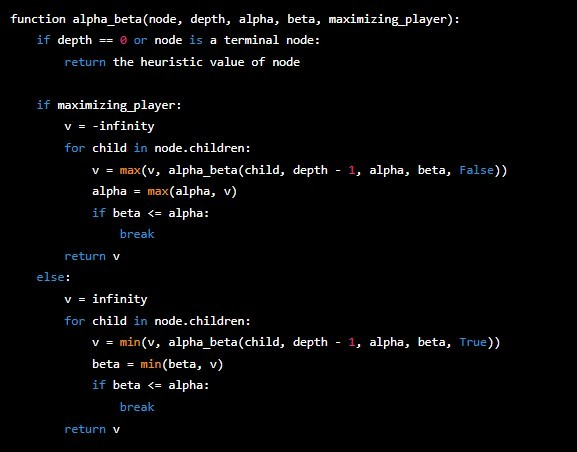 function alpha_beta(node, depth, alpha, beta, maximizing_player):
    if depth == 0 or node is a terminal node:
        return the heuristic value of node

    if maximizing_player:
        v = -infinity
        for child in node.children:
            v = max(v, alpha_beta(child, depth - 1, alpha, beta, False))
            alpha = max(alpha, v)
            if beta <= alpha:
                break
        return v
    else:
        v = infinity
        for child in node.children:
            v = min(v, alpha_beta(child, depth - 1, alpha, beta, True))
            beta = min(beta, v)
            if beta <= alpha:
                break
        return v